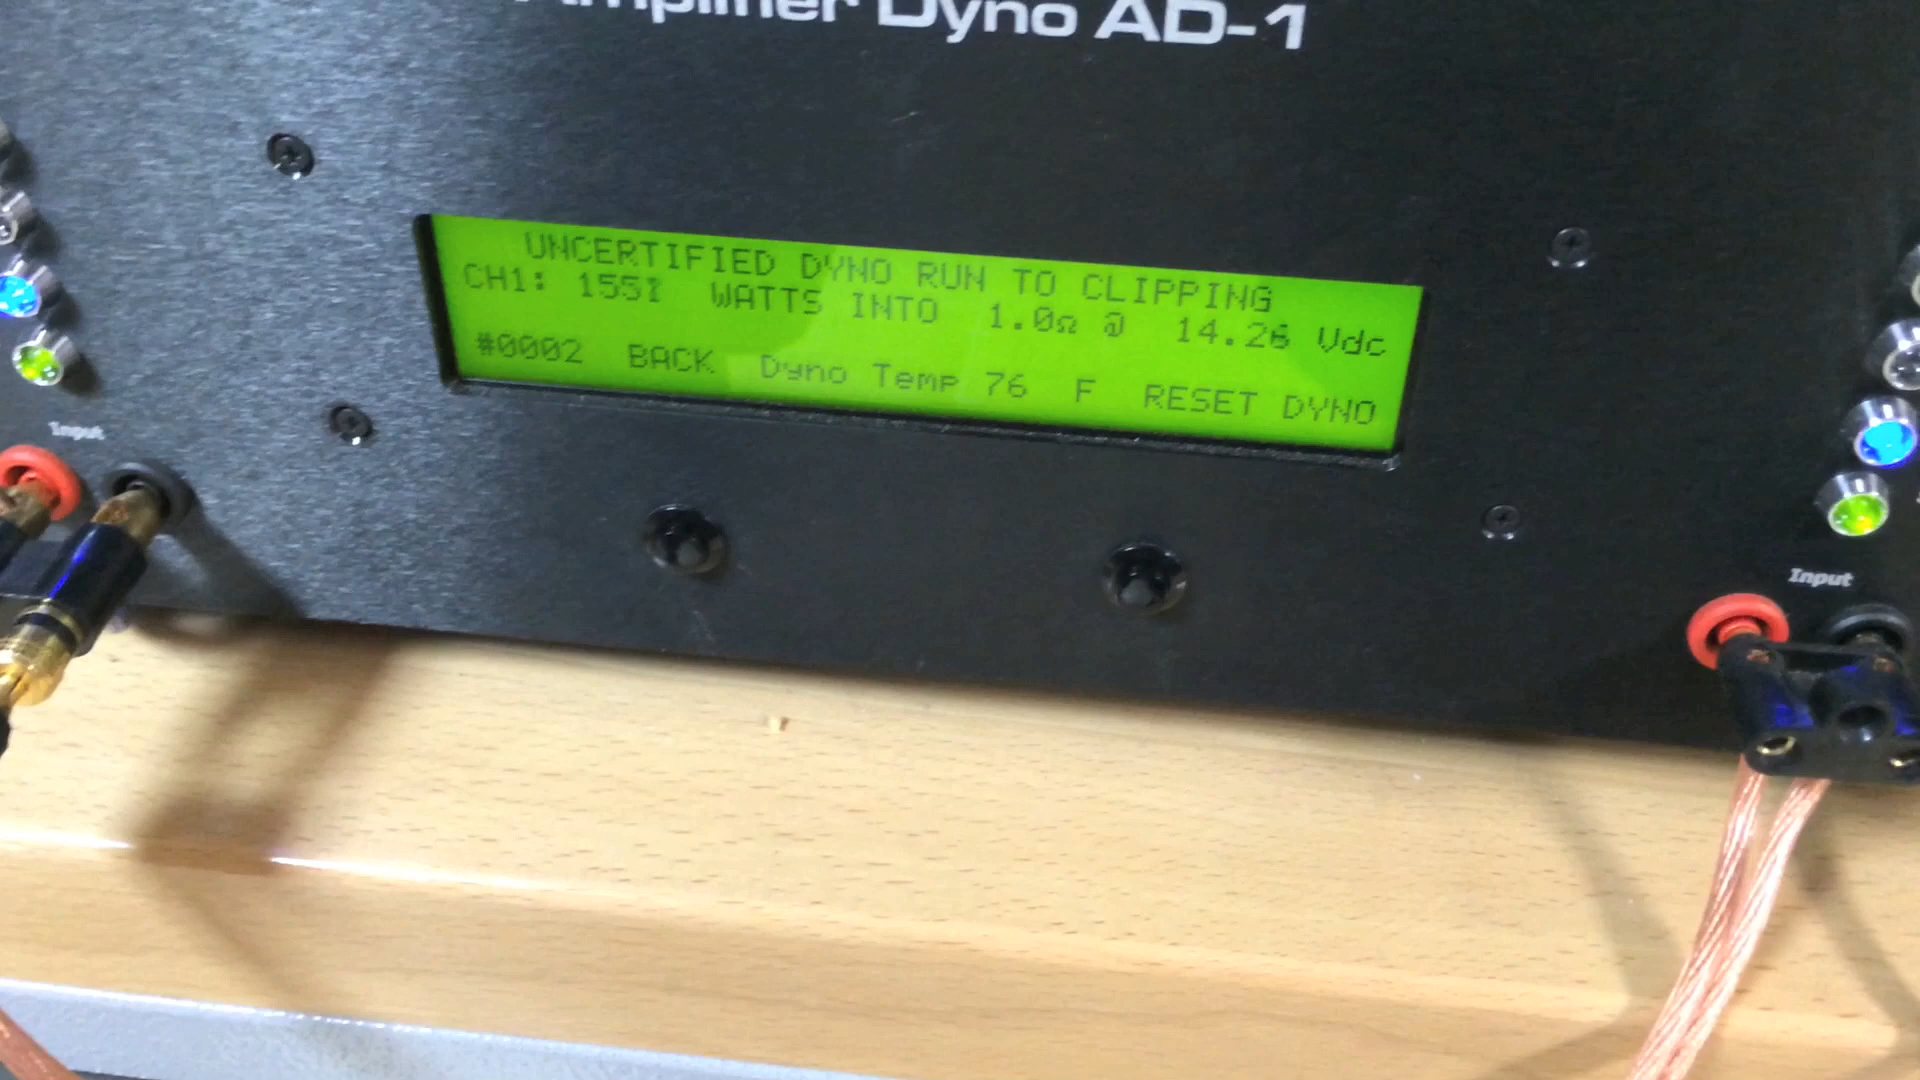 Amplifier Dyno AD-1
UNCERTIFIED DYNO RUN TO CLIPPING
CH1: WATTS INTO 1.0Ω @ 14.26 Vdc
#0002 BACK Dyno Temp 76 F RESET DYNO
Input
Input